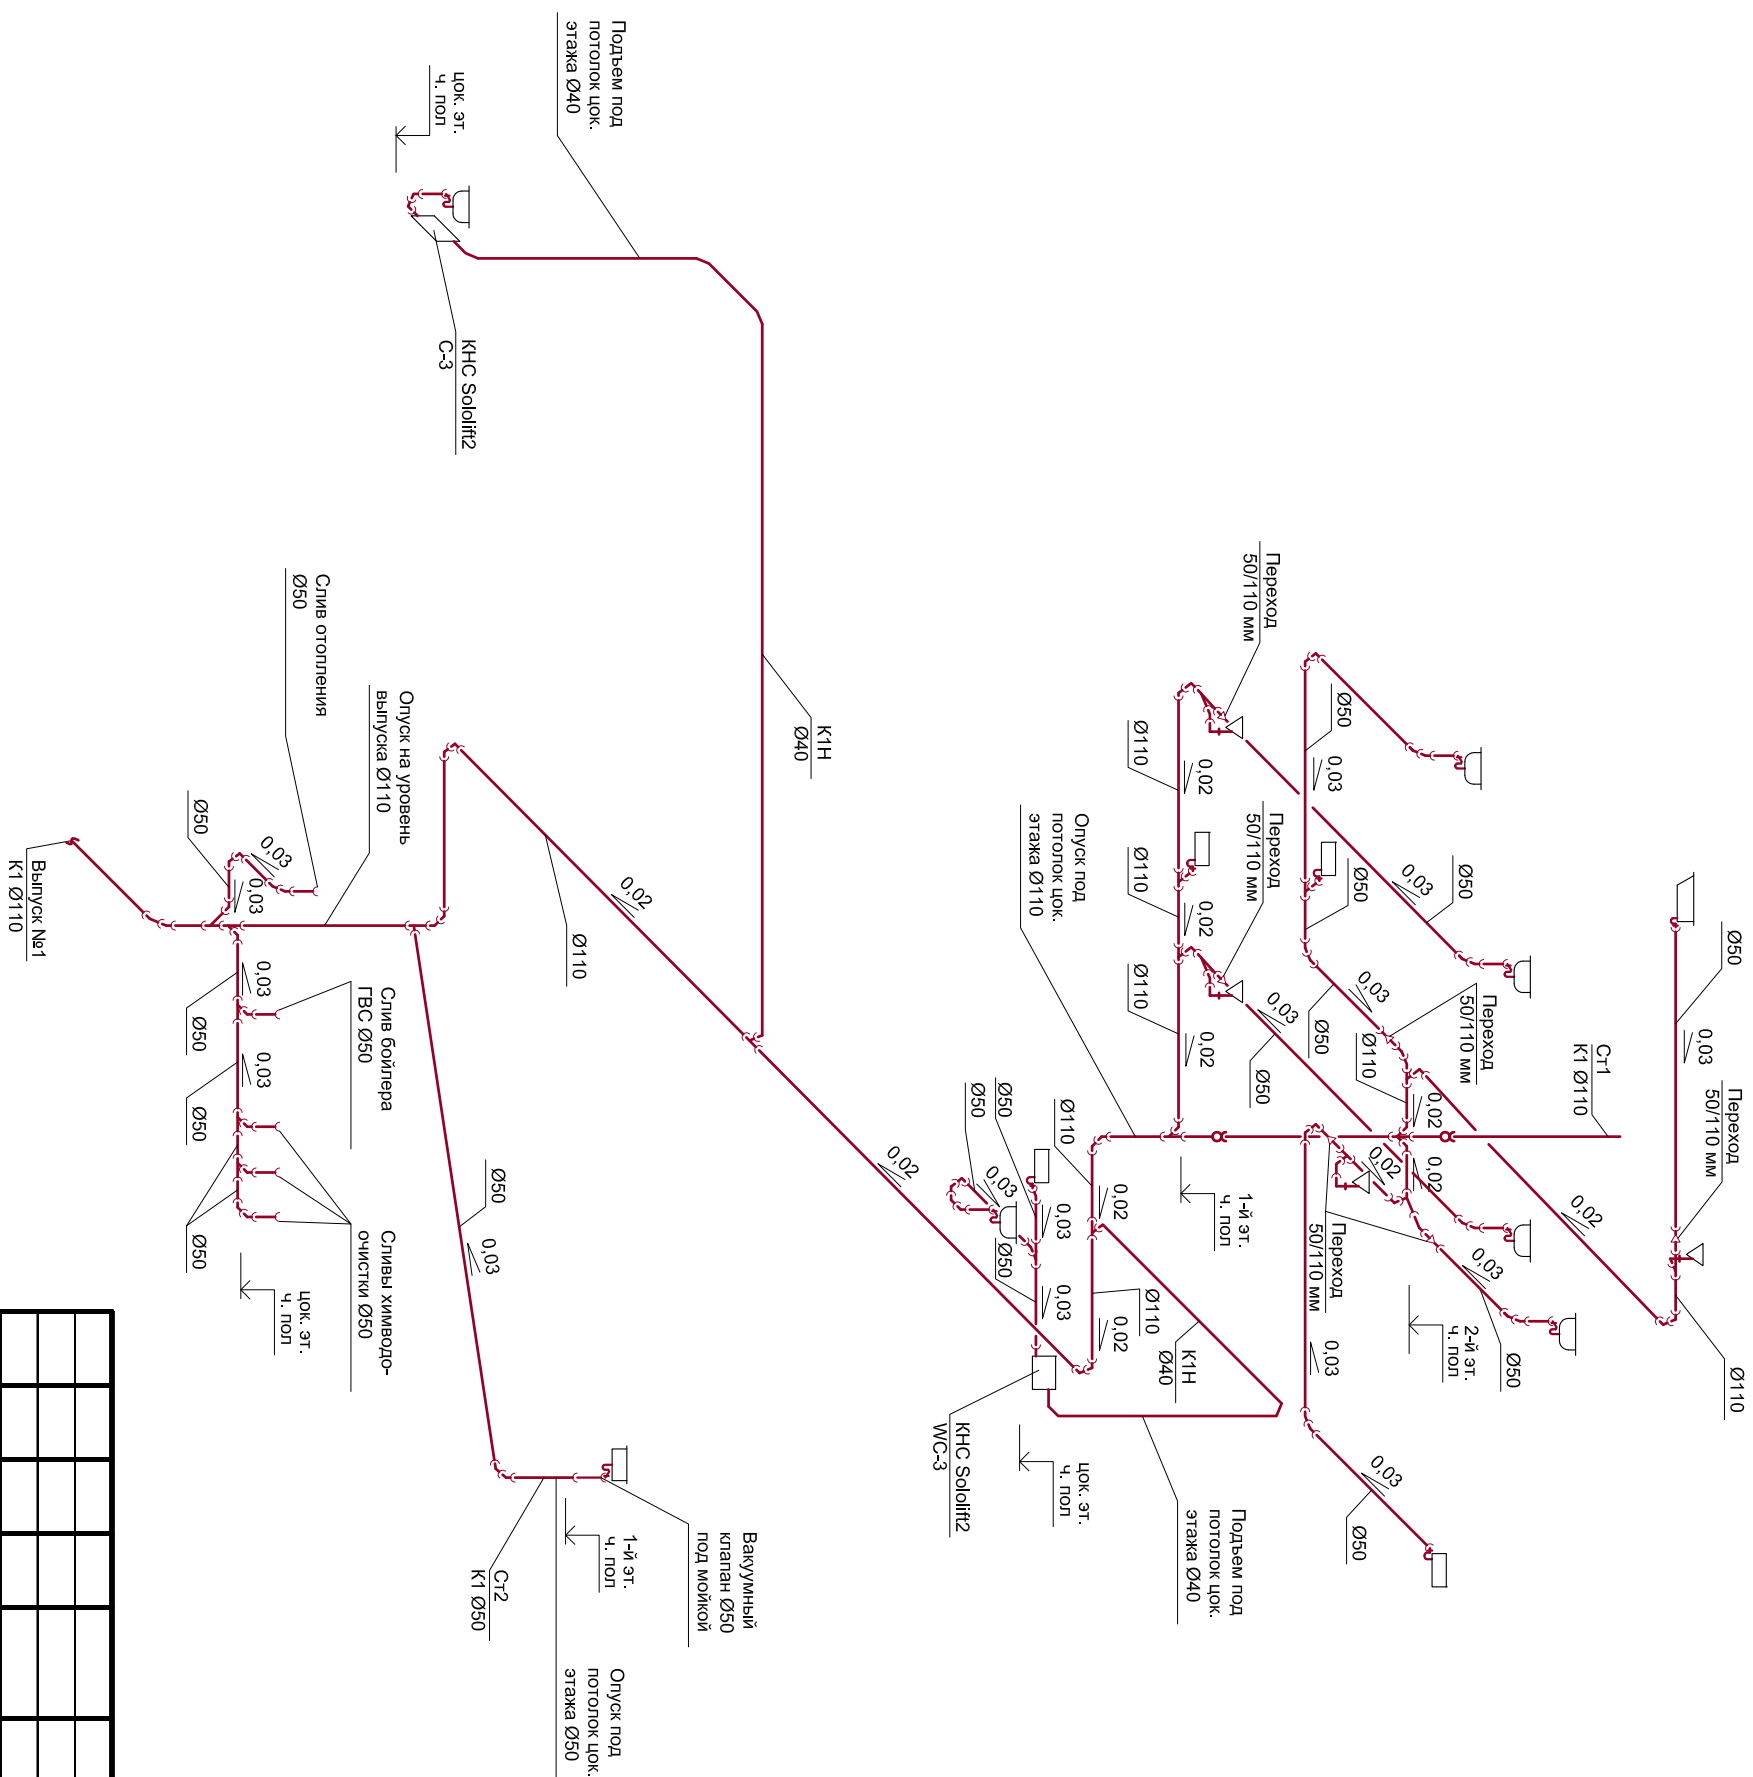 Ø50
0,03
Переход
50/110 мм
Ø110
Ст1
К1 Ø110
0,02
Переход
50/110 мм
Ø50
0,03
Ø50
0,03
Ø50
Ø50
0,03
Ø50
Ø110
0,02
0,02
0,02
0,03
Ø50
2-й эт.
ч. пол
Переход
50/110 мм
0,03
0,03
Ø50
Переход
50/110 мм
Переход
50/110 мм
0,03
Ø50
Ø110
0,02
Ø110
0,02
Ø110
0,02
1-й эт.
ч. пол
Опуск под
потолок цок.
этажа Ø110
Ø110
0,02
Ø110
0,02
К1Н
Ø40
Подъем под
потолок цок.
этажа Ø40
Ø50
Ø50
0,03
0,03
Ø50
0,03
КНС Sololift2
WC-3
цок. эт.
ч. пол
0,02
К1Н
Ø40
Подъем под
потолок цок.
этажа Ø40
цок. эт.
ч. пол
КНС Sololift2
С-3
0,02
Ø110
Вакуумный
клапан Ø50
под мойкой
1-й эт.
ч. пол
Опуск под
потолок цок.
этажа Ø50
Ст2
К1 Ø50
Ø50
0,03
Опуск на уровень
выпуска Ø110
Слив отопления
Ø50
Ø50
0,03
0,03
Слив бойлера
ГВС Ø50
0,03
Ø50
0,03
Ø50
Ø50
Сливы химводо-
очистки Ø50
цок. эт.
ч. пол
Выпуск №1
К1 Ø110